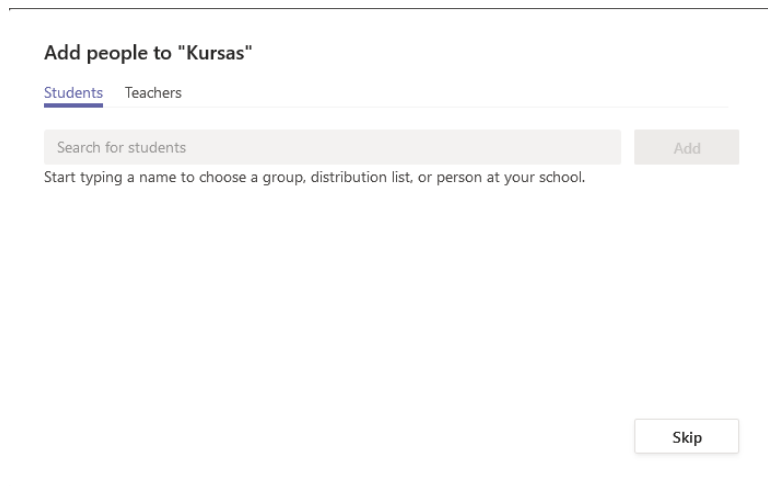 Add people to "Kursas"
Students Teachers
Search for students Add
Start typing a name to choose a group, distribution list, or person at your school.
Skip